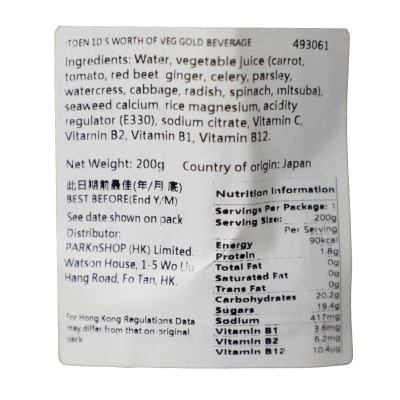 ITOEN 1D'S WORTH OF VEG GOLD BEVERAGE 493061
Ingredients: Water, vegetable juice (carrot,
tomato, red beet, ginger, celery, parsley,
watercress, cabbage, radish, spinach, mitsuba),
seaweed calcium, rice magnesium, acidity
regulator (E330), sodium citrate, Vitamin C,
Vitamin B2, Vitamin B1, Vitamin B12.
Net Weight: 200g Country of origin: Japan
此日期前最佳(年/月 底)
BEST BEFORE(End Y/M)
See date shown on pack
Distributor:
PARKnSHOP (HK) Limited.
Watson House, 1-5 Wo Liu
Hang Road, Fo Tan, HK.
For Hong Kong Regulations Data
may differ from that on original
pack
Nutrition Information
Servings Per Package: 1
Serving Size: 200g
Per Serving
Energy 90kcal
Protein 1.8g
Total Fat 0g
Saturated Fat 0g
Trans Fat 0g
Carbohydrates 20.2g
Sugars 19.4g
Sodium 417mg
Vitamin B1 3.6mg
Vitamin B2 6.2mg
Vitamin B12 10.4μg